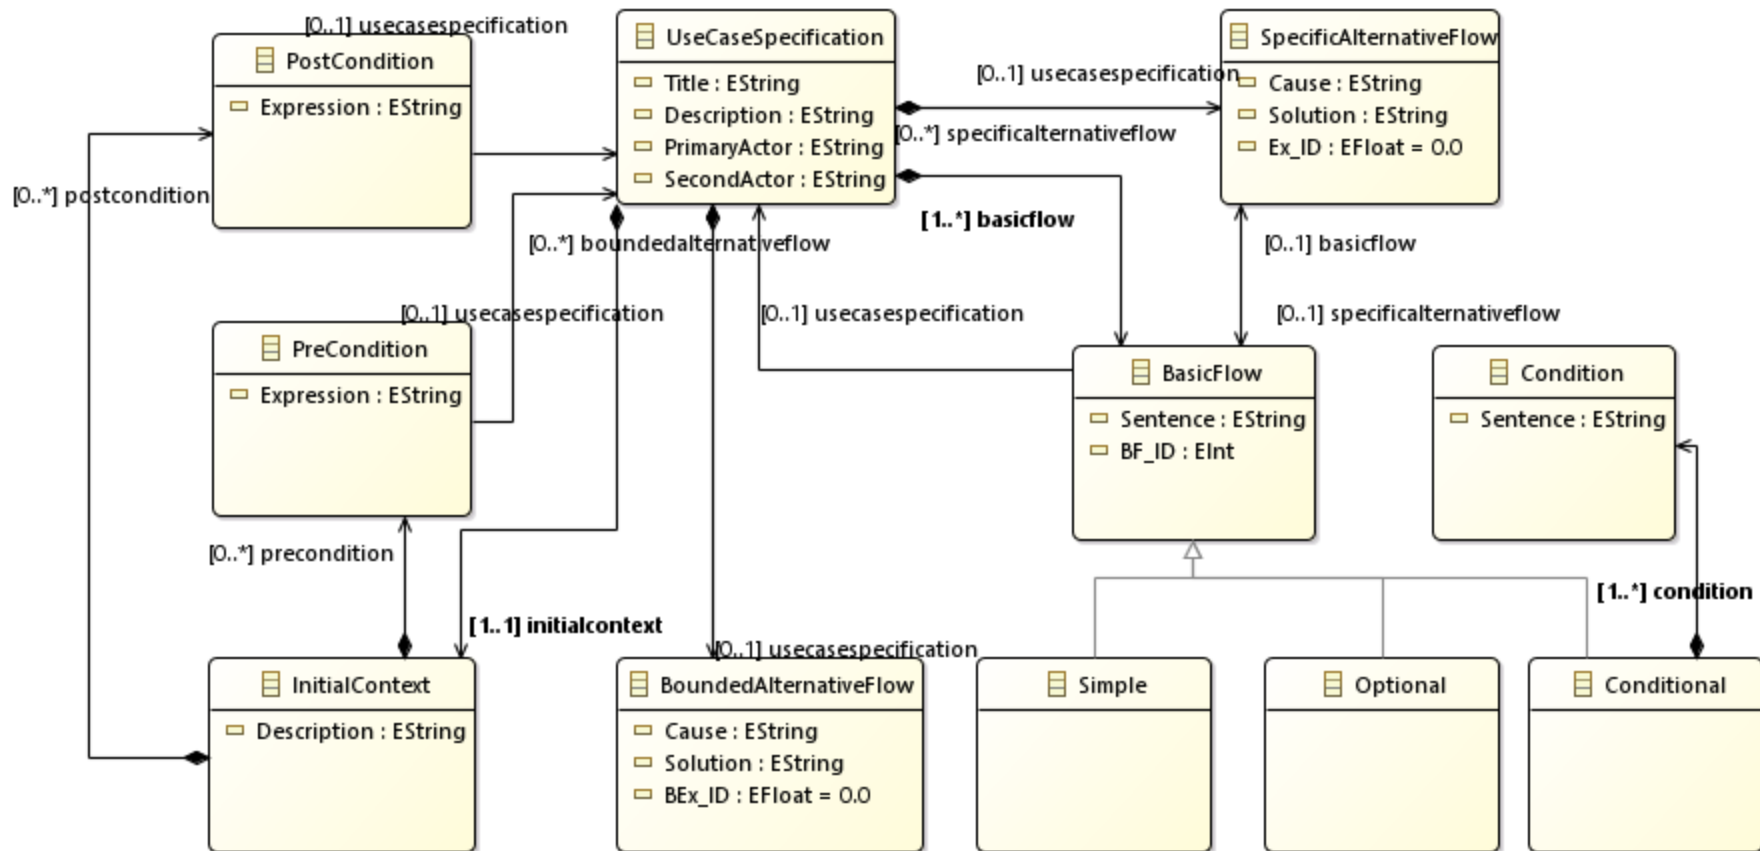 [0..1] usecasespecification
PostCondition
Expression : EString
[0..*] postcondition
UseCaseSpecification
Title : EString
Description : EString
PrimaryActor : EString
SecondActor : EString
[0..1] usecasespecification
[0..*] specificalternativeflow
SpecificAlternativeFlow
Cause : EString
Solution : EString
Ex_ID : EFloat = 0.0
[1..*] basicflow
[0..*] boundedalternativeflow
[0..1] basicflow
[0..1] usecasespecification
[0..1] usecasespecification
[0..1] specificalternativeflow
PreCondition
Expression : EString
BasicFlow
Sentence : EString
BF_ID : EInt
Condition
Sentence : EString
[0..*] precondition
[1..*] condition
[1..1] initialcontext
[0..1] usecasespecification
InitialContext
Description : EString
BoundedAlternativeFlow
Cause : EString
Solution : EString
BEx_ID : EFloat = 0.0
Simple
Optional
Conditional